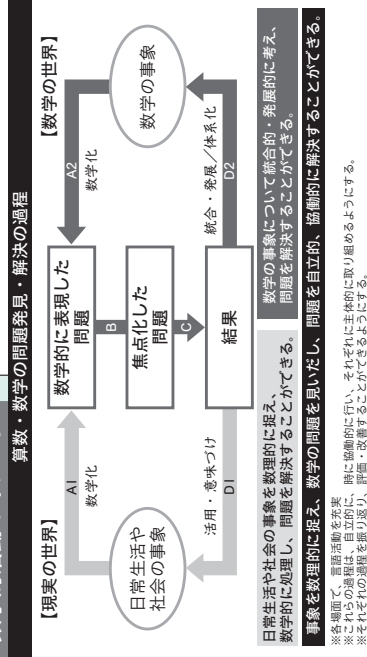 算数・数学の問題発見・解決の過程
【現実の世界】
【数学の世界】
日常生活や
社会の事象
数学の事象
A1
数学化
A2
数学化
数学的に表現した
問題
B
焦点化した
問題
C
結果
活用・意味づけ
D1
統合・発展／体系化
D2
日常生活や社会の事象を数理的に捉え、
数学的に処理し、問題を解決することができる。
数学の事象について統合的・発展的に考え、
問題を解決することができる。
事象を数理的に捉え、数学の問題を見いだし、問題を自立的、協働的に解決することができる。
※各場面で、言語活動を充実
※これらの過程は、自立的に、時に協働的に行い、それぞれに主体的に取り組めるようにする。
※それぞれの過程を振り返り、評価・改善することができるようにする。